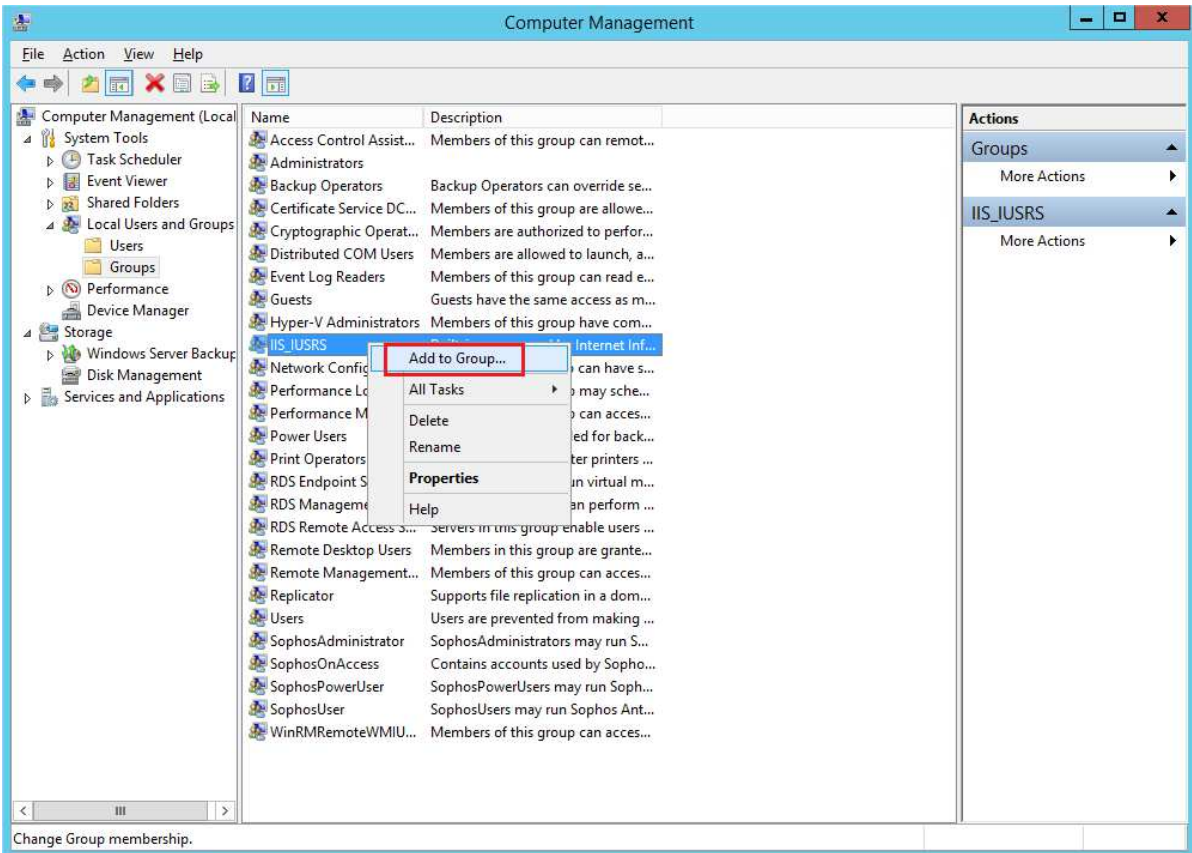 Computer Management
File Action View Help
Computer Management (Local
System Tools
Task Scheduler
Event Viewer
Shared Folders
Local Users and Groups
Users
Groups
Performance
Device Manager
Storage
Windows Server Backup
Disk Management
Services and Applications
Name Description
Access Control Assist... Members of this group can remot...
Administrators
Backup Operators Backup Operators can override se...
Certificate Service DC... Members of this group are allowe...
Cryptographic Operat... Members are authorized to perfor...
Distributed COM Users Members are allowed to launch, a...
Event Log Readers Members of this group can read e...
Guests Guests have the same access as m...
Hyper-V Administrators Members of this group have com...
IIS_IUSRS Internet Inf...
Network Config can have s...
Performance Lo may sche...
Performance M can acces...
Power Users ed for back...
Print Operators ter printers ...
RDS Endpoint S un virtual m...
RDS Manageme an perform ...
RDS Remote Access S... Servers in this group enable users ...
Remote Desktop Users Members in this group are grante...
Remote Management... Members of this group can acces...
Replicator Supports file replication in a dom...
Users Users are prevented from making ...
SophosAdministrator SophosAdministrators may run S...
SophosOnAccess Contains accounts used by Sopho...
SophosPowerUser SophosPowerUsers may run Soph...
SophosUser SophosUsers may run Sophos Ant...
WinRMRemoteWMIU... Members of this group can acces...
Add to Group...
All Tasks
Delete
Rename
Properties
Help
Actions
Groups
More Actions
IIS_IUSRS
More Actions
Change Group membership.